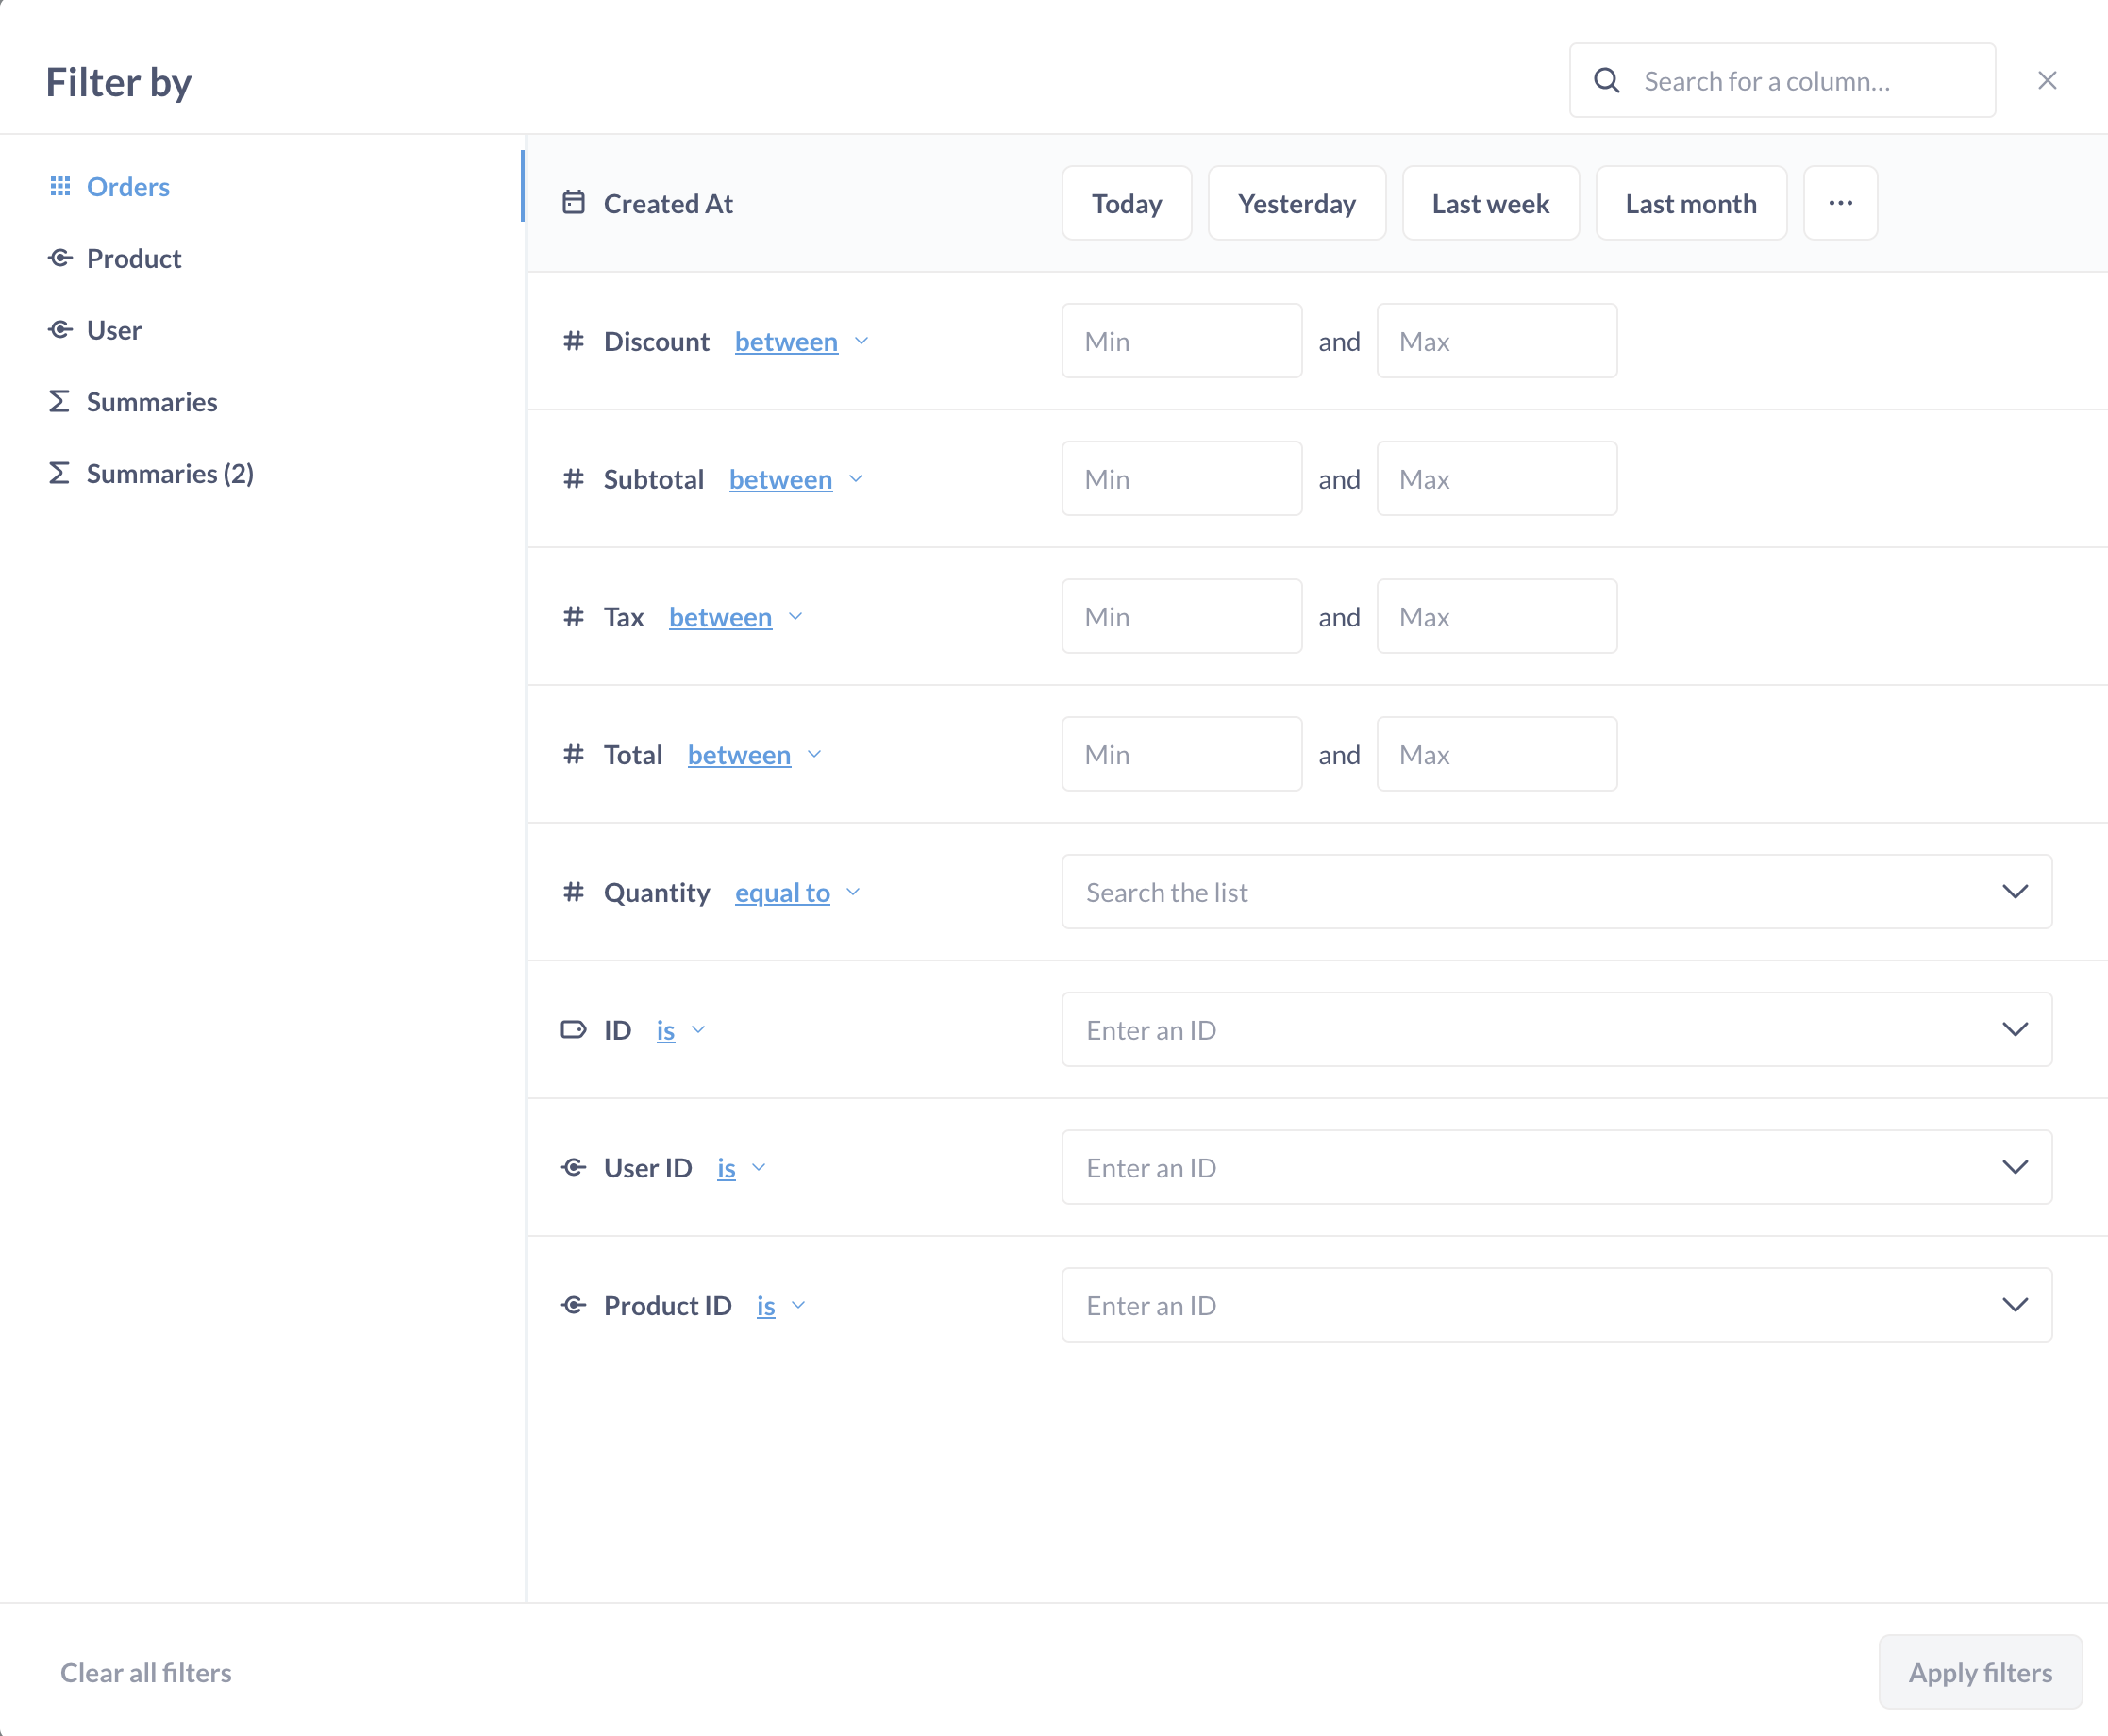 Filter by
Search for a column...
Orders
Product
User
Summaries
Summaries (2)
Created At Today Yesterday Last week Last month ...
Discount between Min and Max
Subtotal between Min and Max
Tax between Min and Max
Total between Min and Max
Quantity equal to Search the list
ID is Enter an ID
User ID is Enter an ID
Product ID is Enter an ID
Clear all filters Apply filters